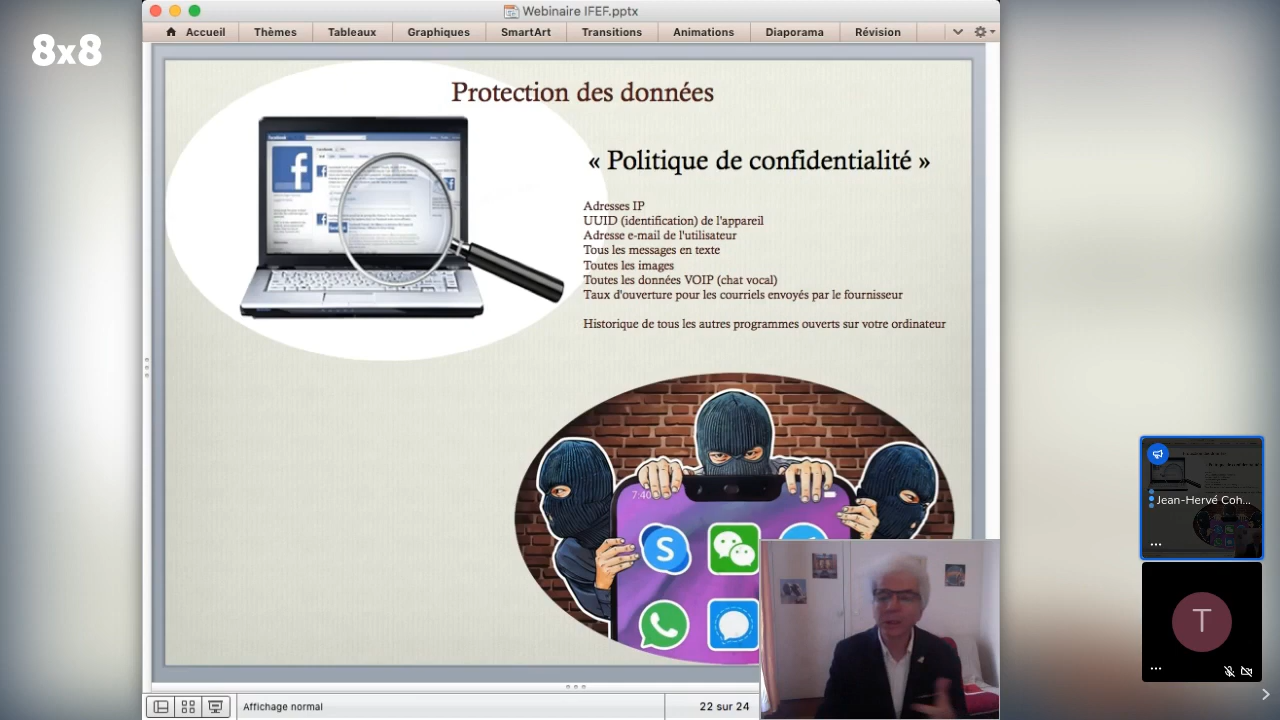 8x8
Webinaire IFEF.pptx
Accueil
Thèmes
Tableaux
Graphiques
SmartArt
Transitions
Animations
Diaporama
Révision
Protection des données
« Politique de confidentialité »
Adresses IP
UUID (identification) de l'appareil
Adresse e-mail de l'utilisateur
Tous les messages en texte
Toutes les images
Toutes les données VOIP (chat vocal)
Taux d'ouverture pour les courriels envoyés par le fournisseur
Historique de tous les autres programmes ouverts sur votre ordinateur
7:40
S
Jean-Hervé Coh...
T
Affichage normal
22 sur 24